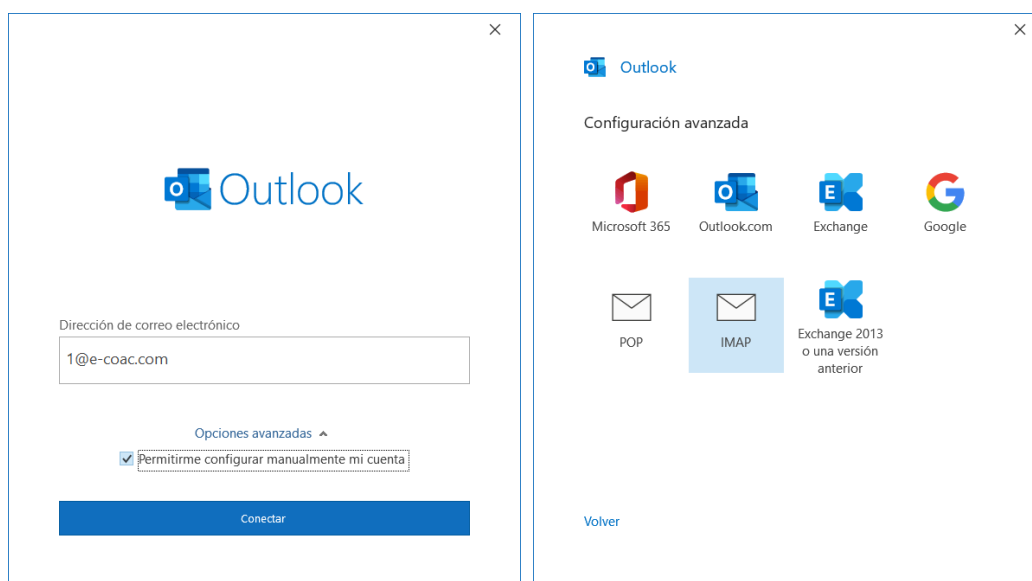 Outlook
Dirección de correo electrónico
1@e-coac.com
Opciones avanzadas
Permitirme configurar manualmente mi cuenta
Conectar
Outlook
Configuración avanzada
Microsoft 365
Outlook.com
Exchange
Google
POP
IMAP
Exchange 2013
o una versión
anterior
Volver